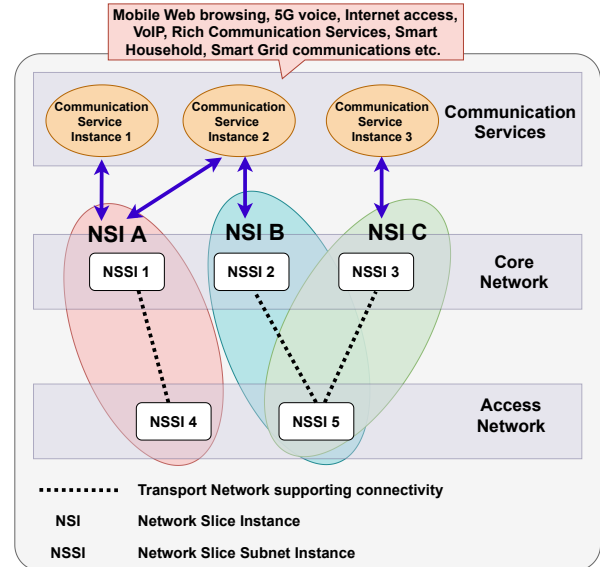 Mobile Web browsing, 5G voice, Internet access,
VoIP, Rich Communication Services, Smart
Household, Smart Grid communications etc.
Communication
Service
Instance 1
Communication
Service
Instance 2
Communication
Service
Instance 3
Communication
Services
NSI A
NSI B
NSI C
NSSI 1
NSSI 2
NSSI 3
Core
Network
NSSI 4
NSSI 5
Access
Network
Transport Network supporting connectivity
NSI Network Slice Instance
NSSI Network Slice Subnet Instance